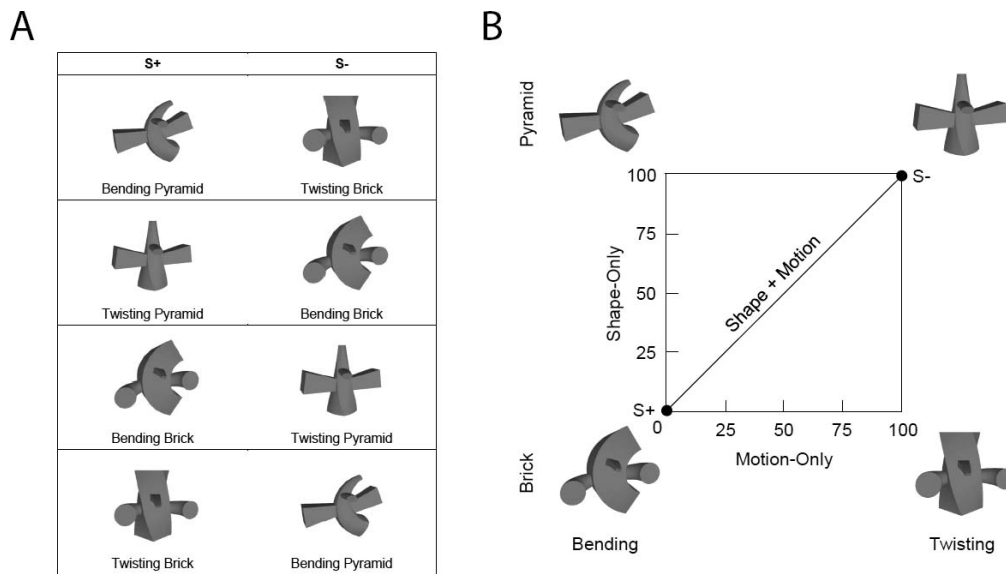 A
S+ S-
Bending Pyramid Twisting Brick
Twisting Pyramid Bending Brick
Bending Brick Twisting Pyramid
Twisting Brick Bending Pyramid
B
Pyramid
Brick
Shape-Only
100
75
50
25
0 25 50 75 100
Motion-Only
Shape + Motion
S-
S+
Bending Twisting